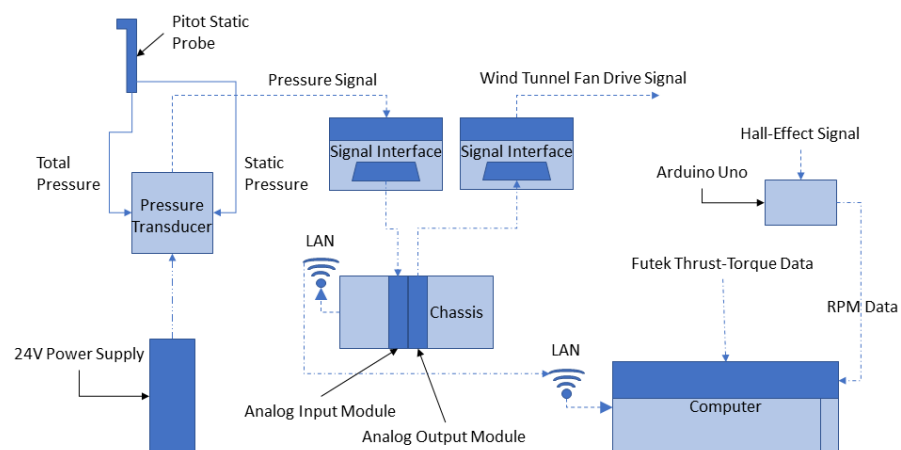 Pitot Static
Probe
Pressure Signal
Wind Tunnel Fan Drive Signal
Hall-Effect Signal
Signal Interface
Signal Interface
Total
Pressure
Static
Pressure
Arduino Uno
Pressure
Transducer
LAN
Futek Thrust-Torque Data
Chassis
RPM Data
24V Power Supply
LAN
Analog Input Module
Computer
Analog Output Module